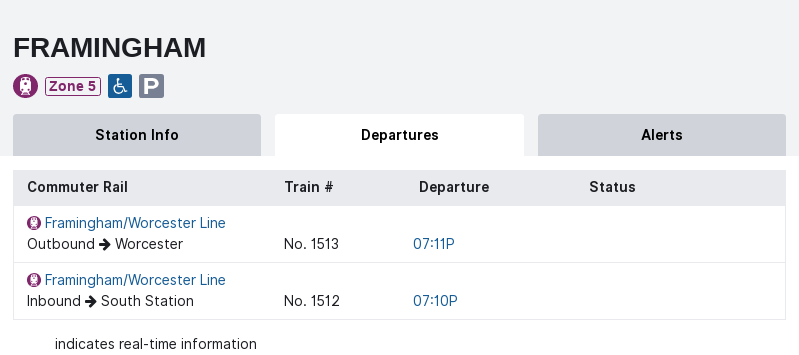 FRAMINGHAM
Zone 5 P
Station Info Departures Alerts
Commuter Rail Train # Departure Status
Framingham/Worcester Line
Outbound → Worcester No. 1513 07:11P
Framingham/Worcester Line
Inbound → South Station No. 1512 07:10P
indicates real-time information